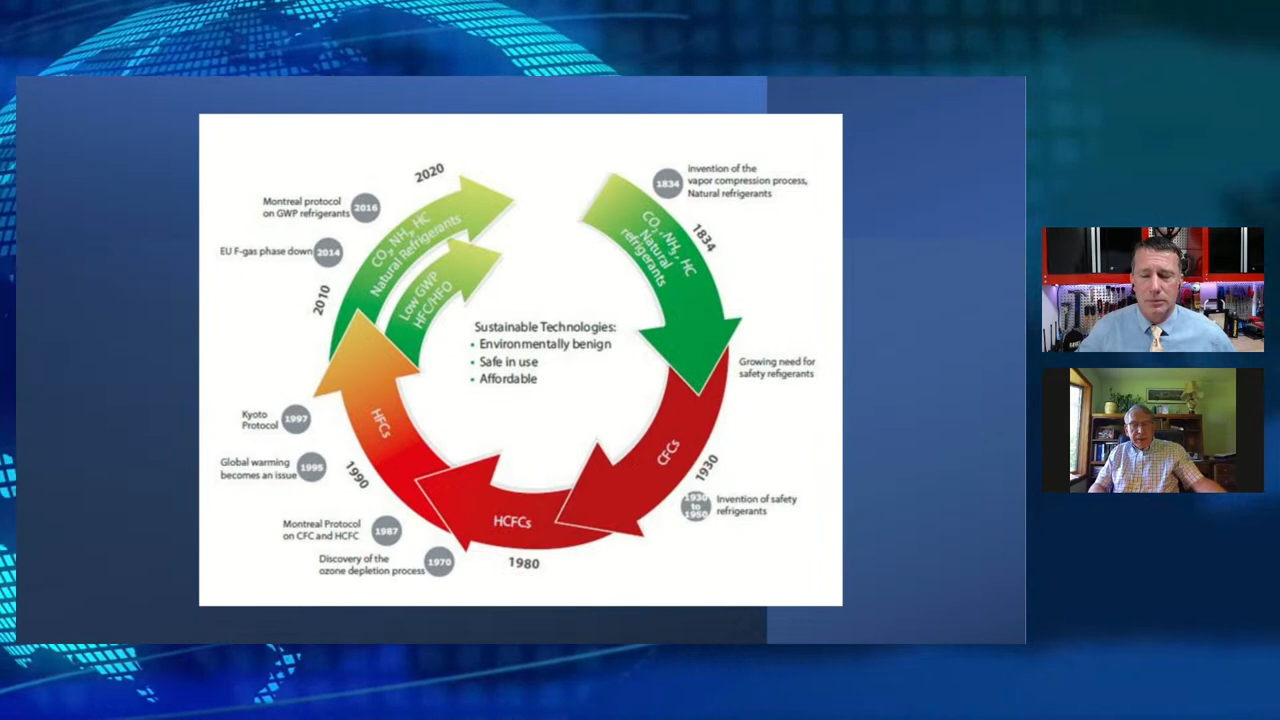 2020
invention of the
1834
vapor compression process,
Natural refrigerants
Montreal protocol
on GWP refrigerants
2016
CO₂, NH₃, HC
Natural Refrigerants
CO₂, NH₃, HC
Natural
refrigerants
1834
EU F-gas phase down
2014
Low GWP
HFC/HFO
2010
Sustainable Technologies:
• Environmentally benign
• Safe in use
• Affordable
Growing need for
safety refigerants
Kyoto
Protocol
1997
HFCs
CFCs
Global warming
becomes an issue
1995
1990
1930
1930
to
1950
Invention of safety
refrigerants
Montreal Protocol
on CFC and HCFC
1987
HCFCs
Discovery of the
ozone depletion process
1970
1980